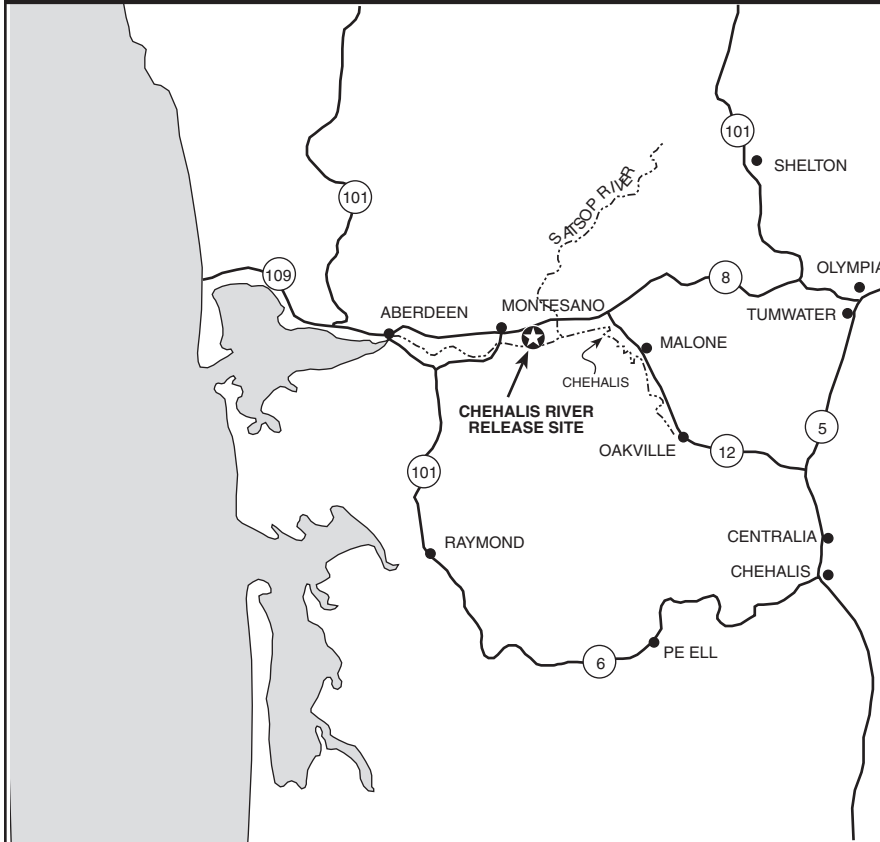 101
SHELTON
101
SATSOP RIVER
109
8
OLYMPIA
ABERDEEN
MONTESANO
TUMWATER
MALONE
CHEHALIS
CHEHALIS RIVER
RELEASE SITE
5
OAKVILLE
12
101
RAYMOND
CENTRALIA
CHEHALIS
PE ELL
6